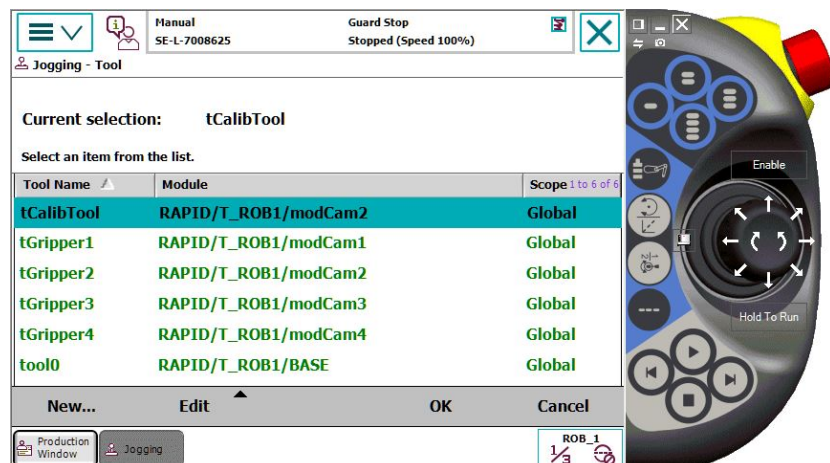 Manual
SE-L-7008625
Guard Stop
Stopped (Speed 100%)
Jogging - Tool
Current selection: tCalibTool
Select an item from the list.
Tool Name Module Scope 1 to 6 of 6
tCalibTool RAPID/T_ROB1/modCam2 Global
tGripper1 RAPID/T_ROB1/modCam1 Global
tGripper2 RAPID/T_ROB1/modCam2 Global
tGripper3 RAPID/T_ROB1/modCam3 Global
tGripper4 RAPID/T_ROB1/modCam4 Global
tool0 RAPID/T_ROB1/BASE Global
New... Edit OK Cancel
Production
Window
Jogging
ROB_1
1/3
Enable
Hold To Run